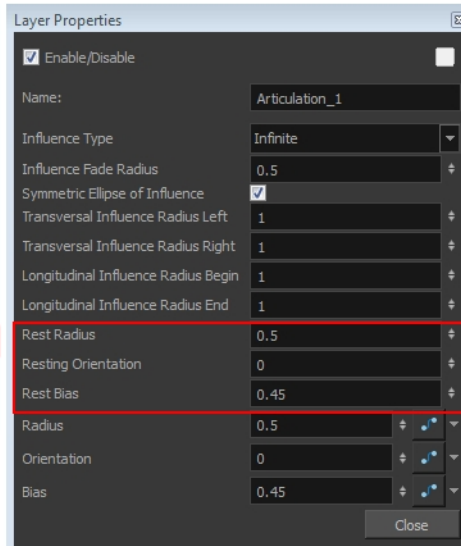 Layer Properties
Enable/Disable
Name: Articulation_1
Influence Type Infinite
Influence Fade Radius 0.5
Symmetric Ellipse of Influence
Transversal Influence Radius Left 1
Transversal Influence Radius Right 1
Longitudinal Influence Radius Begin 1
Longitudinal Influence Radius End 1
Rest Radius 0.5
Resting Orientation 0
Rest Bias 0.45
Radius 0.5
Orientation 0
Bias 0.45
Close